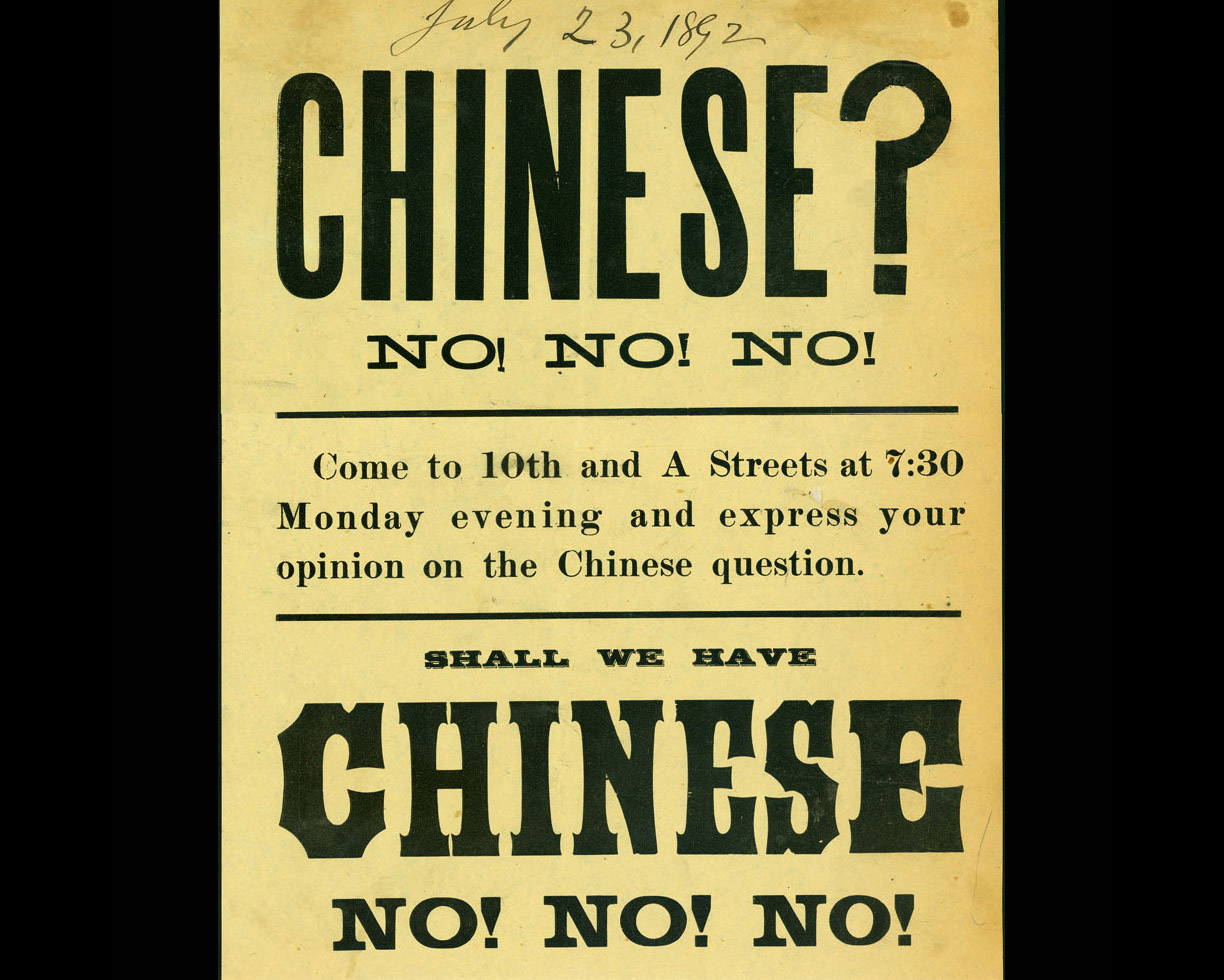 July 23, 1892
CHINESE?
NO! NO! NO!
Come to 10th and A Streets at 7:30
Monday evening and express your
opinion on the Chinese question.
SHALL WE HAVE
CHINESE
NO! NO! NO!